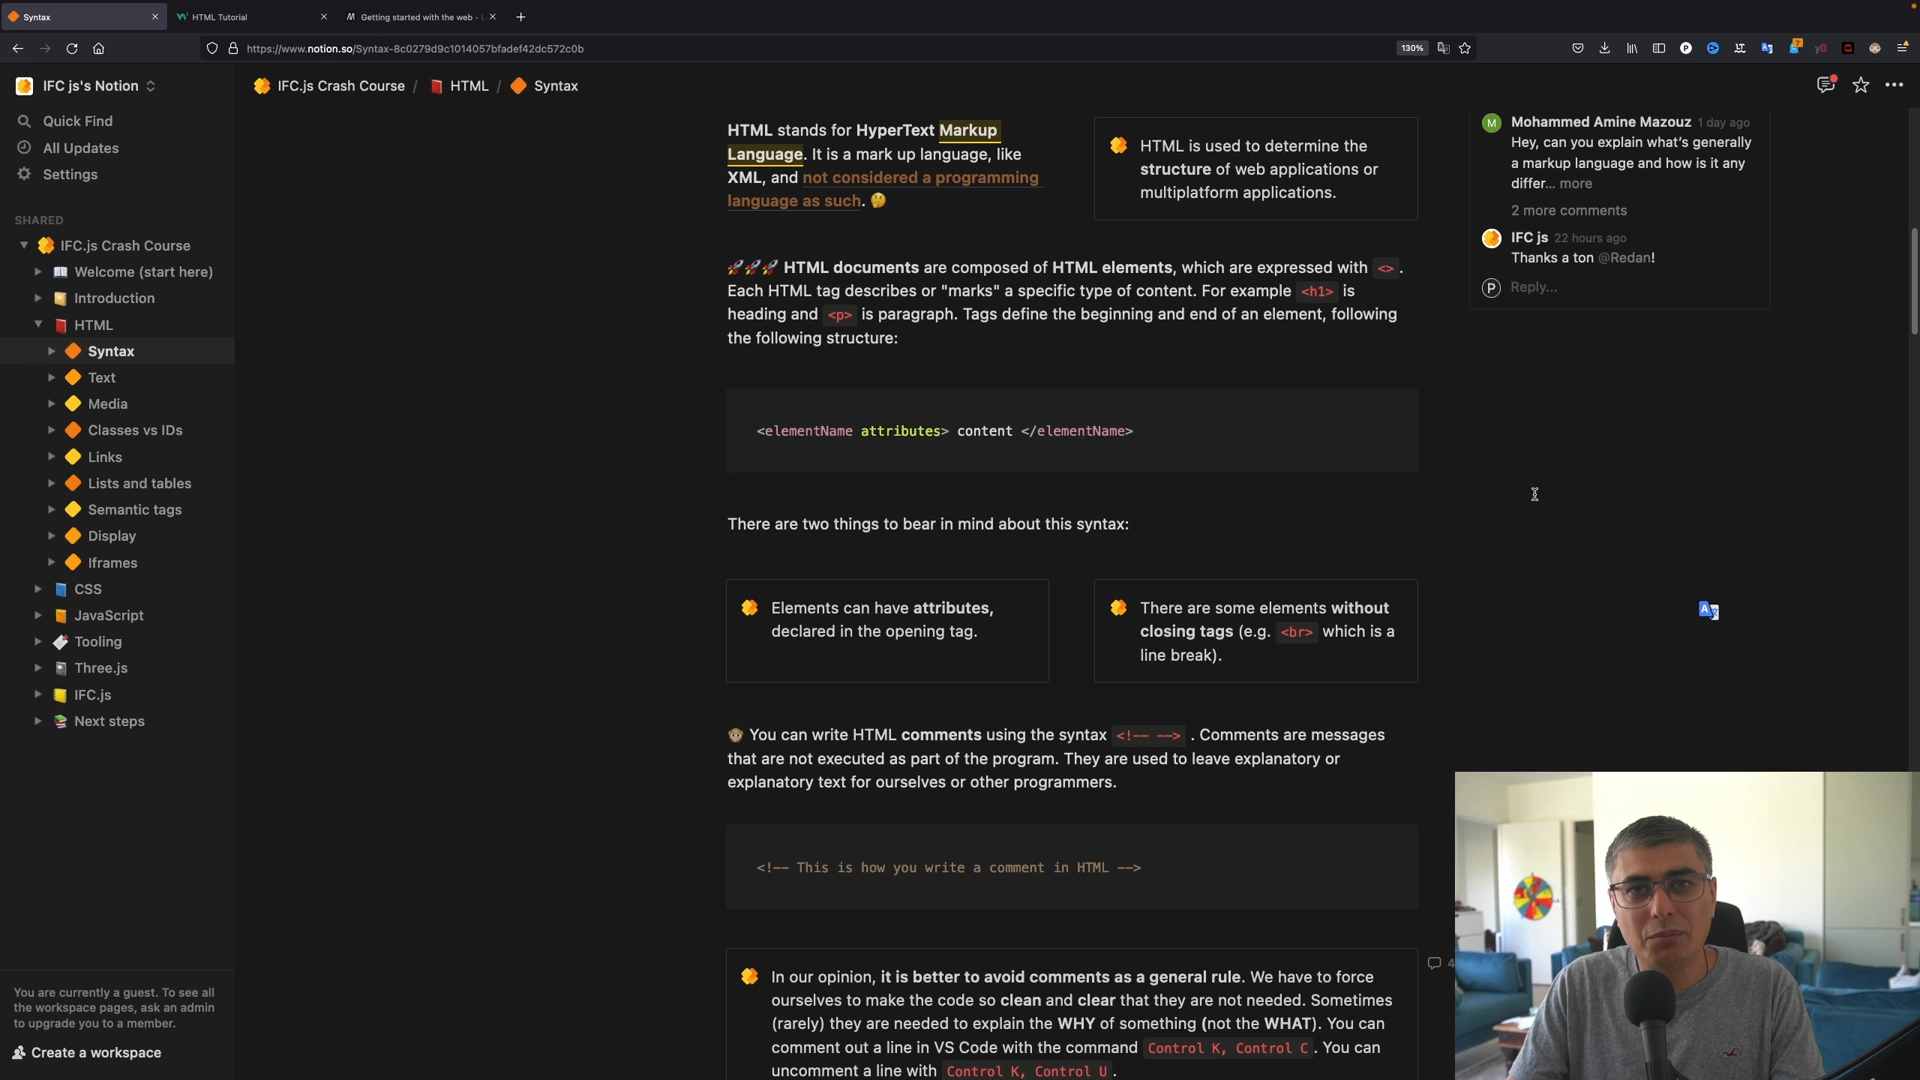 Syntax
HTML Tutorial
Getting started with the web -
https://www.notion.so/Syntax-8c0279d9c1014057bfadef42dc572c0b
130%
IFC js's Notion
IFC.js Crash Course / HTML / Syntax
Quick Find
All Updates
Settings
SHARED
IFC.js Crash Course
Welcome (start here)
Introduction
HTML
Syntax
Text
Media
Classes vs IDs
Links
Lists and tables
Semantic tags
Display
Iframes
CSS
JavaScript
Tooling
Three.js
IFC.js
Next steps
You are currently a guest. To see all
the workspace pages, ask an admin
to upgrade you to a member.
Create a workspace
HTML stands for HyperText Markup
Language. It is a mark up language, like
XML, and not considered a programming
language as such. 🤔
HTML is used to determine the
structure of web applications or
multiplatform applications.
🚀🚀🚀 HTML documents are composed of HTML elements, which are expressed with <> .
Each HTML tag describes or "marks" a specific type of content. For example <h1> is
heading and <p> is paragraph. Tags define the beginning and end of an element, following
the following structure:
<elementName attributes> content </elementName>
There are two things to bear in mind about this syntax:
Elements can have attributes,
declared in the opening tag.
There are some elements without
closing tags (e.g. <br> which is a
line break).
🐵 You can write HTML comments using the syntax <!-- --> . Comments are messages
that are not executed as part of the program. They are used to leave explanatory or
explanatory text for ourselves or other programmers.
<!-- This is how you write a comment in HTML -->
In our opinion, it is better to avoid comments as a general rule. We have to force
ourselves to make the code so clean and clear that they are not needed. Sometimes
(rarely) they are needed to explain the WHY of something (not the WHAT). You can
comment out a line in VS Code with the command Control K, Control C . You can
uncomment a line with Control K, Control U .
4
M
Mohammed Amine Mazouz 1 day ago
Hey, can you explain what's generally
a markup language and how is it any
differ... more
2 more comments
IFC js 22 hours ago
Thanks a ton @Redan!
P
Reply...